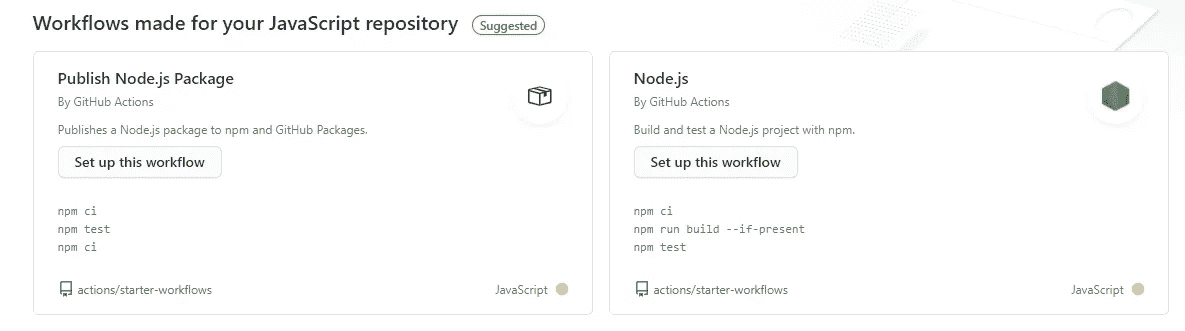 Workflows made for your JavaScript repository Suggested
Publish Node.js Package
By GitHub Actions
Publishes a Node.js package to npm and GitHub Packages.
Set up this workflow
npm ci
npm test
npm ci
actions/starter-workflows JavaScript
Node.js
By GitHub Actions
Build and test a Node.js project with npm.
Set up this workflow
npm ci
npm run build --if-present
npm test
actions/starter-workflows JavaScript